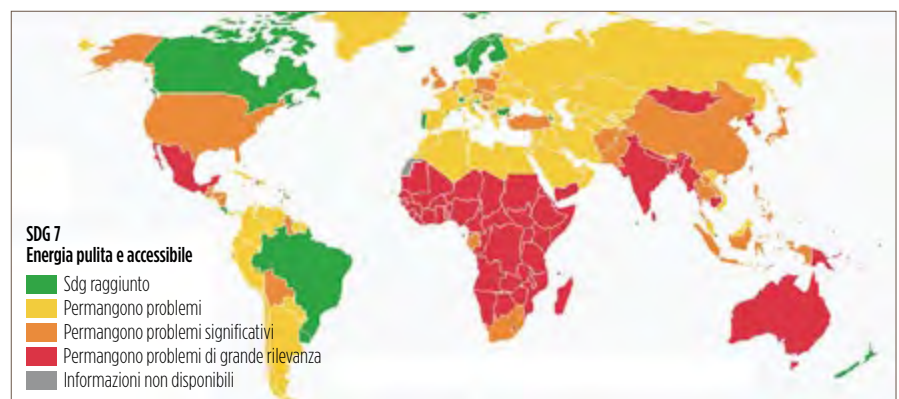 SDG 7
Energia pulita e accessibile
Sdg raggiunto
Permangono problemi
Permangono problemi significativi
Permangono problemi di grande rilevanza
Informazioni non disponibili